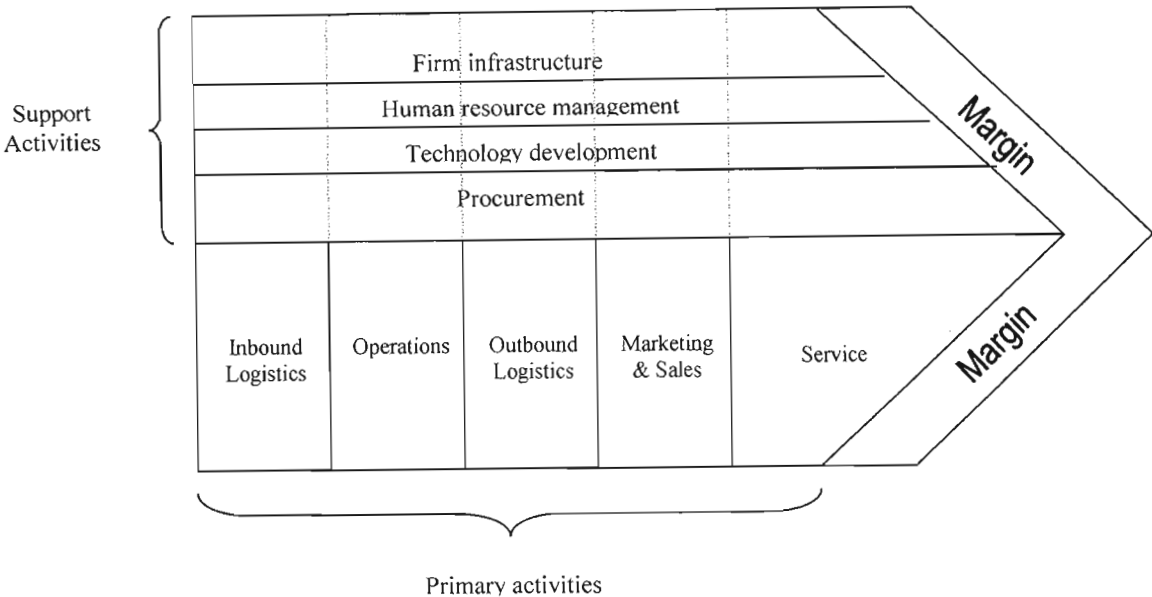 Support
Activities
Firm infrastructure
Human resource management
Technology development
Procurement
Margin
Margin
Inbound
Logistics
Operations
Outbound
Logistics
Marketing
& Sales
Service
Primary activities